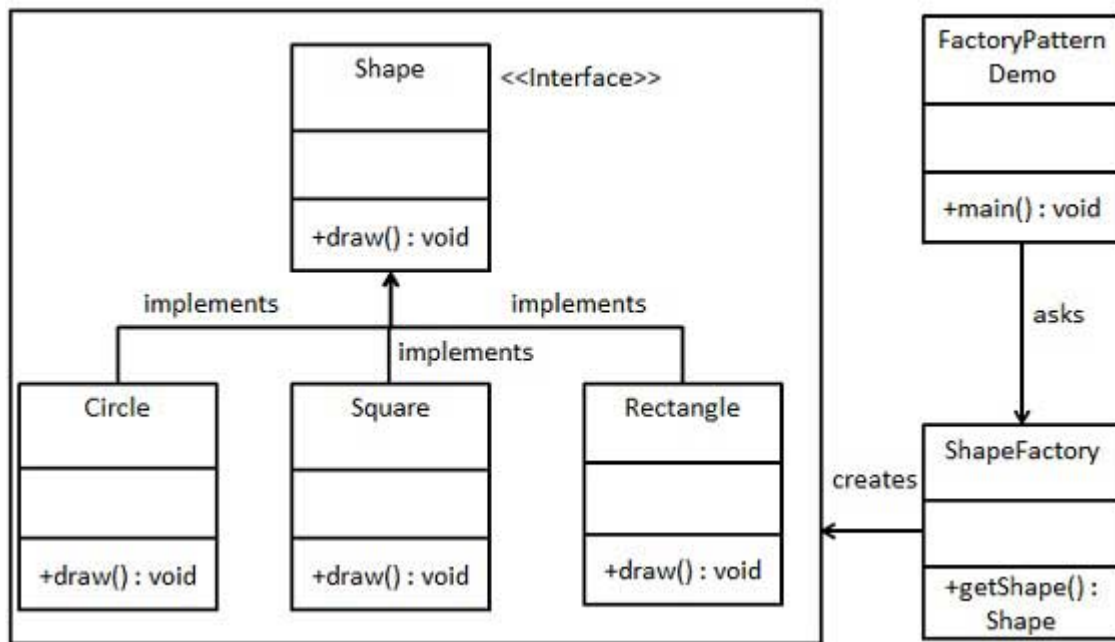 Shape
<<Interface>>
+draw() : void
implements
implements
implements
Circle
+draw() : void
Square
+draw() : void
Rectangle
+draw() : void
FactoryPattern
Demo
+main() : void
asks
ShapeFactory
+getShape() :
Shape
creates